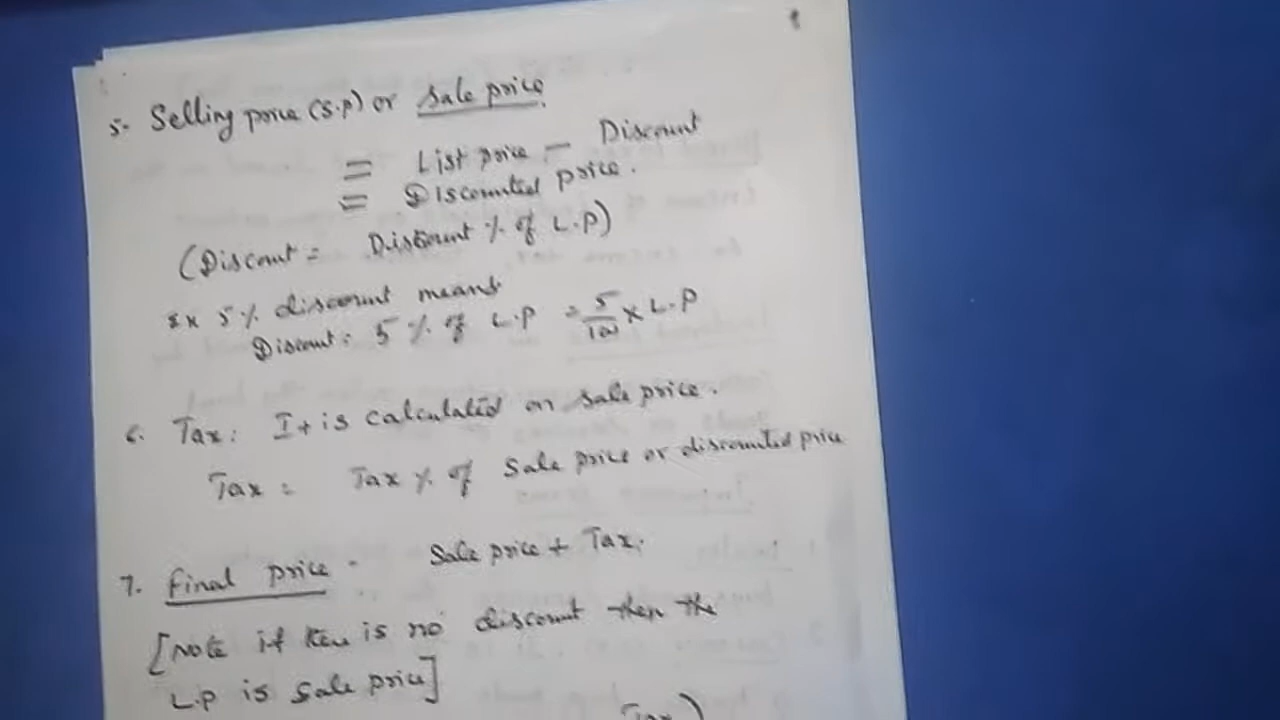 5. Selling price (S.P) or Sale price
= List price - Discount
= Discounted price.
(Discount = Discount % of L.P)
Ex 5% discount means
Discount = 5% of L.P = 5/100 x L.P
6. Tax: It is calculated on sale price.
Tax = Tax % of Sale price or discounted price
7. Final price - Sale price + Tax.
[Note if there is no discount then the
L.P is Sale price]
Tax)